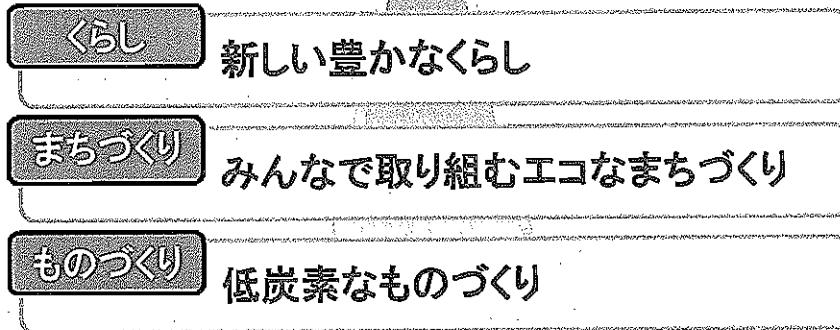 くらし
新しい豊かなくらし
まちづくり
みんなで取り組むエコなまちづくり
ものづくり
低炭素なものづくり